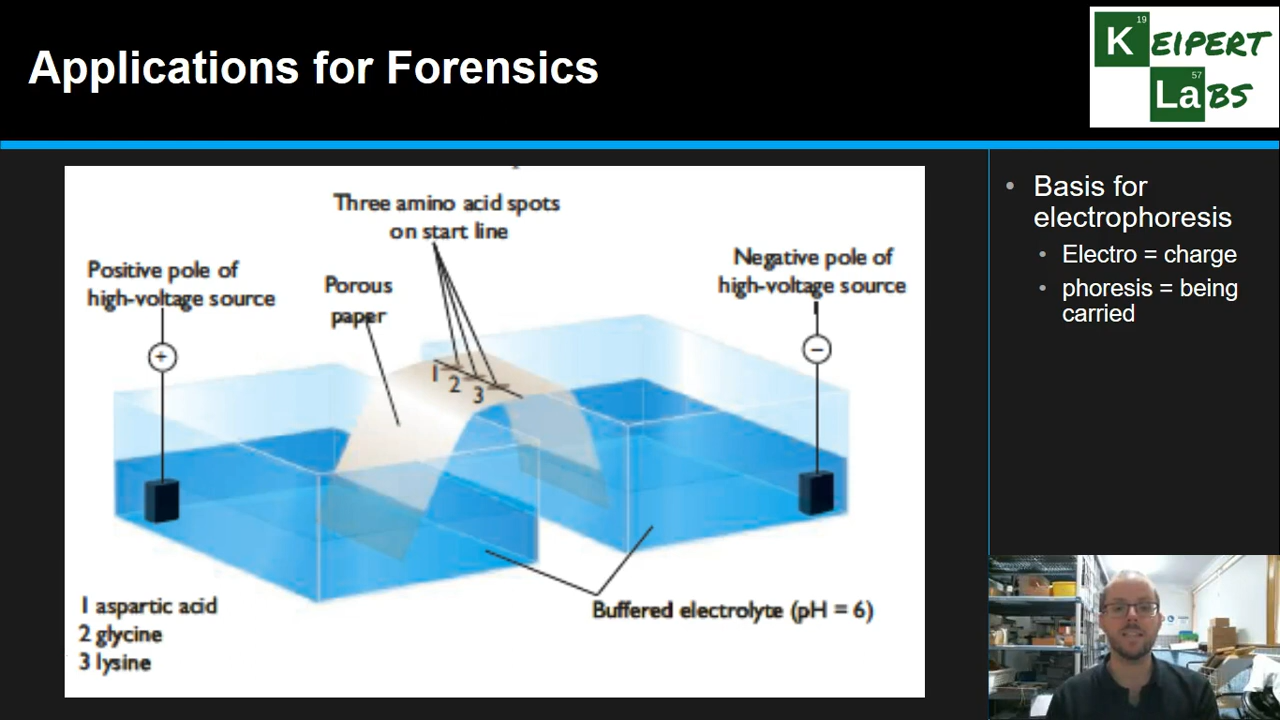 Applications for Forensics
19
K EIPERT
57
La BS
Three amino acid spots
on start line
Positive pole of
high-voltage source
Porous
paper
Negative pole of
high-voltage source
+
−
1
2
3
1 aspartic acid
2 glycine
3 lysine
Buffered electrolyte (pH = 6)
• Basis for
electrophoresis
• Electro = charge
• phoresis = being
carried